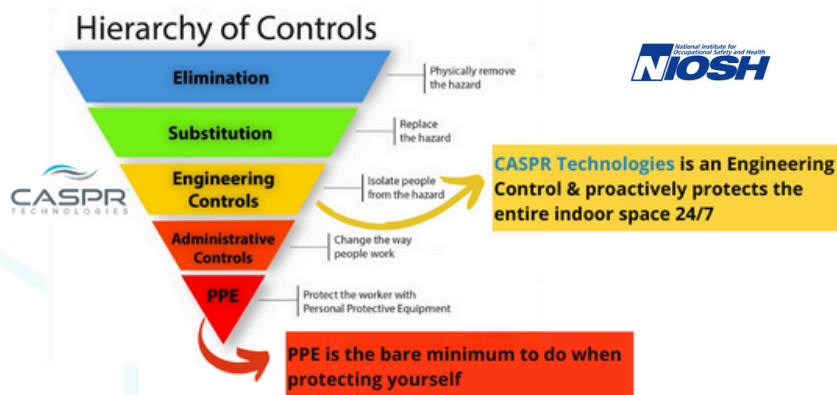 Hierarchy of Controls
National Institute for
Occupational Safety and Health
NIOSH
Elimination
Physically remove
the hazard
Substitution
Replace
the hazard
CASPR
TECHNOLOGIES
Engineering
Controls
Isolate people
from the hazard
CASPR Technologies is an Engineering
Control & proactively protects the
entire indoor space 24/7
Administrative
Controls
Change the way
people work
PPE
Protect the worker with
Personal Protective Equipment
PPE is the bare minimum to do when
protecting yourself